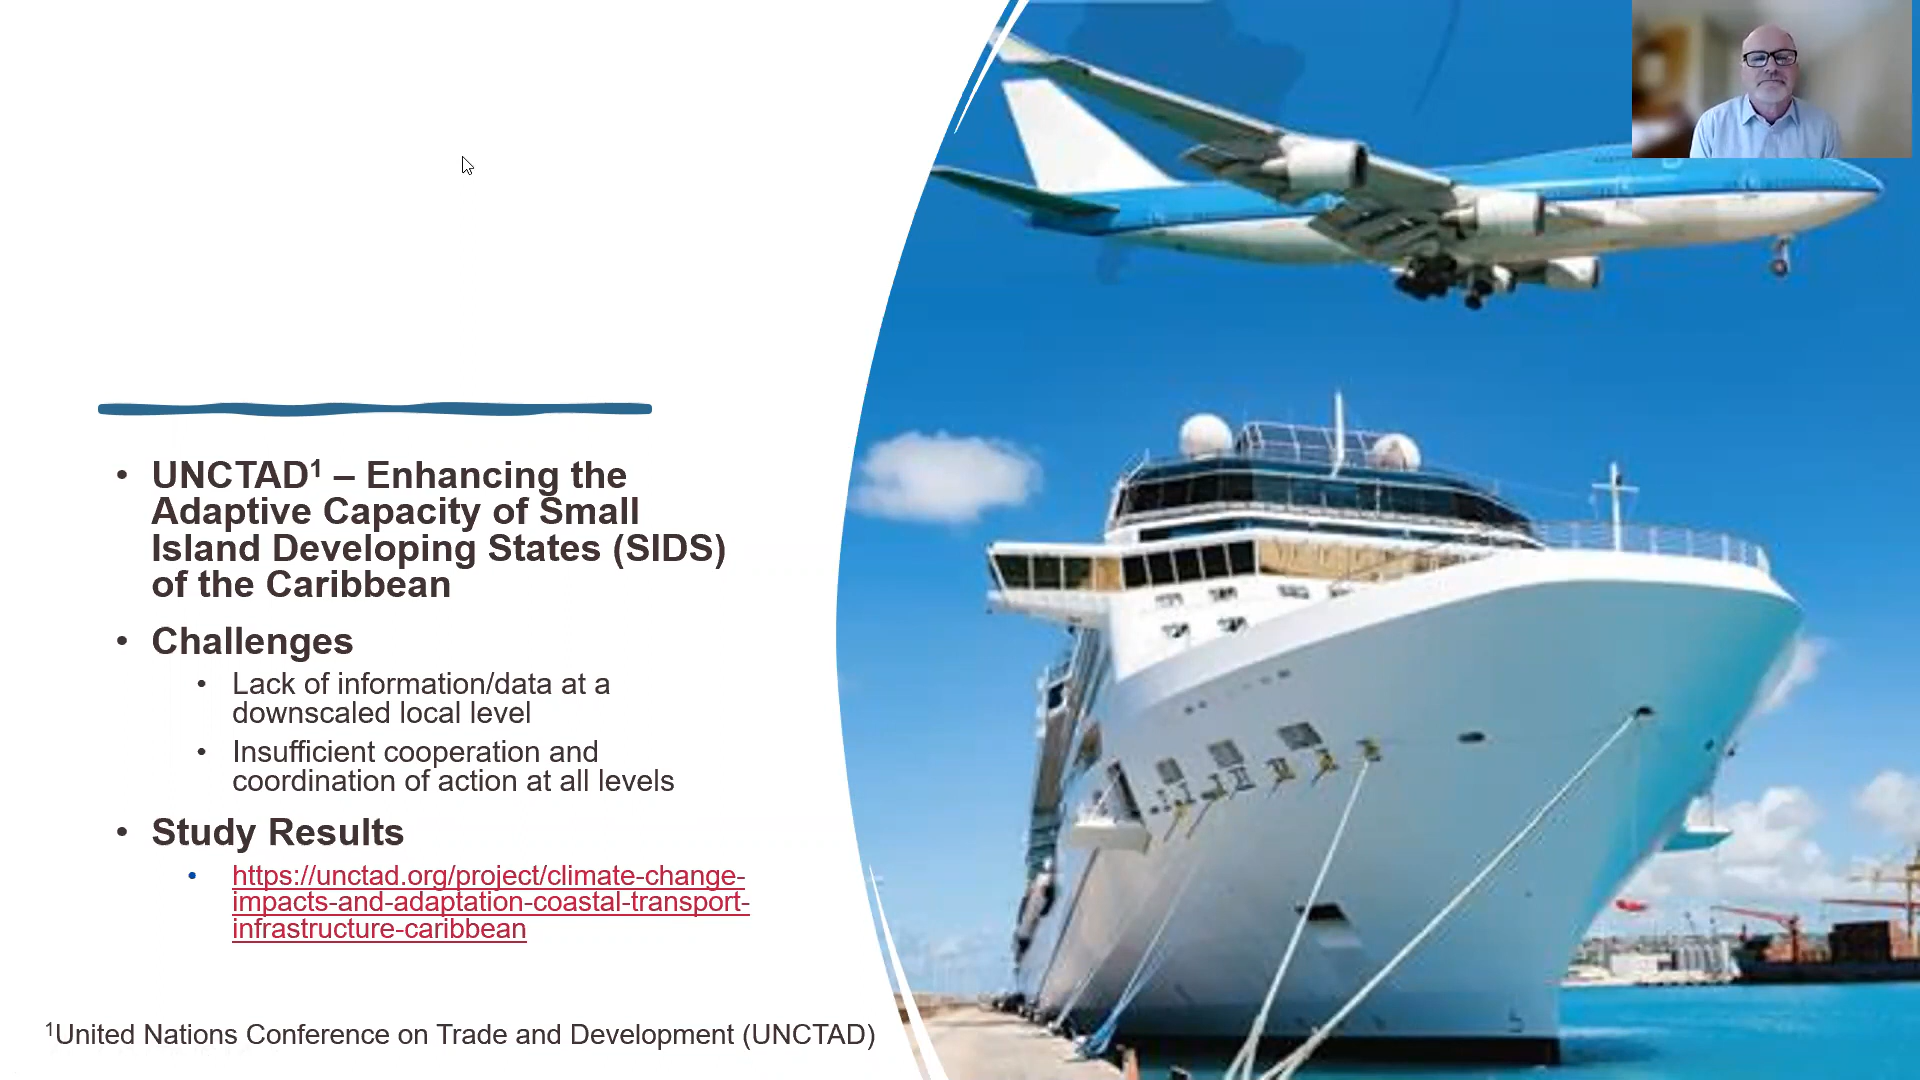 • UNCTAD¹ – Enhancing the
Adaptive Capacity of Small
Island Developing States (SIDS)
of the Caribbean
• Challenges
• Lack of information/data at a
downscaled local level
• Insufficient cooperation and
coordination of action at all levels
• Study Results
• https://unctad.org/project/climate-change-
impacts-and-adaptation-coastal-transport-
infrastructure-caribbean
¹United Nations Conference on Trade and Development (UNCTAD)